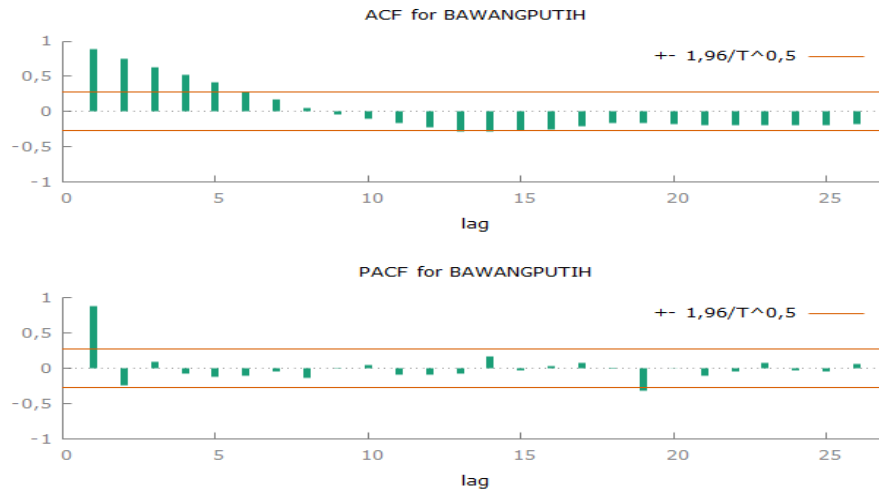 ACF for BAWANGPUTIH
+- 1,96/T^0,5
1
0,5
0
-0,5
-1
0 5 10 15 20 25
lag
PACF for BAWANGPUTIH
+- 1,96/T^0,5
1
0,5
0
-0,5
-1
0 5 10 15 20 25
lag